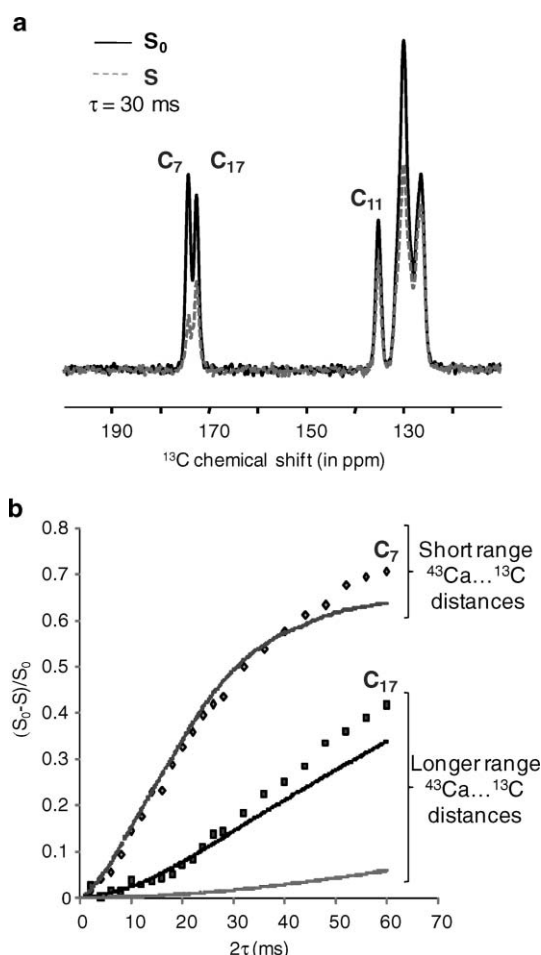 a
S₀
S
τ = 30 ms
C₇ C₁₇
C₁₁
190 170 150 130
¹³C chemical shift (in ppm)
b
0.8
0.7
0.6
0.5
0.4
0.3
0.2
0.1
0
(S₀-S)/S₀
C₇
Short range
⁴³Ca…¹³C
distances
C₁₇
Longer range
⁴³Ca…¹³C
distances
0 10 20 30 40 50 60 70
2τ (ms)